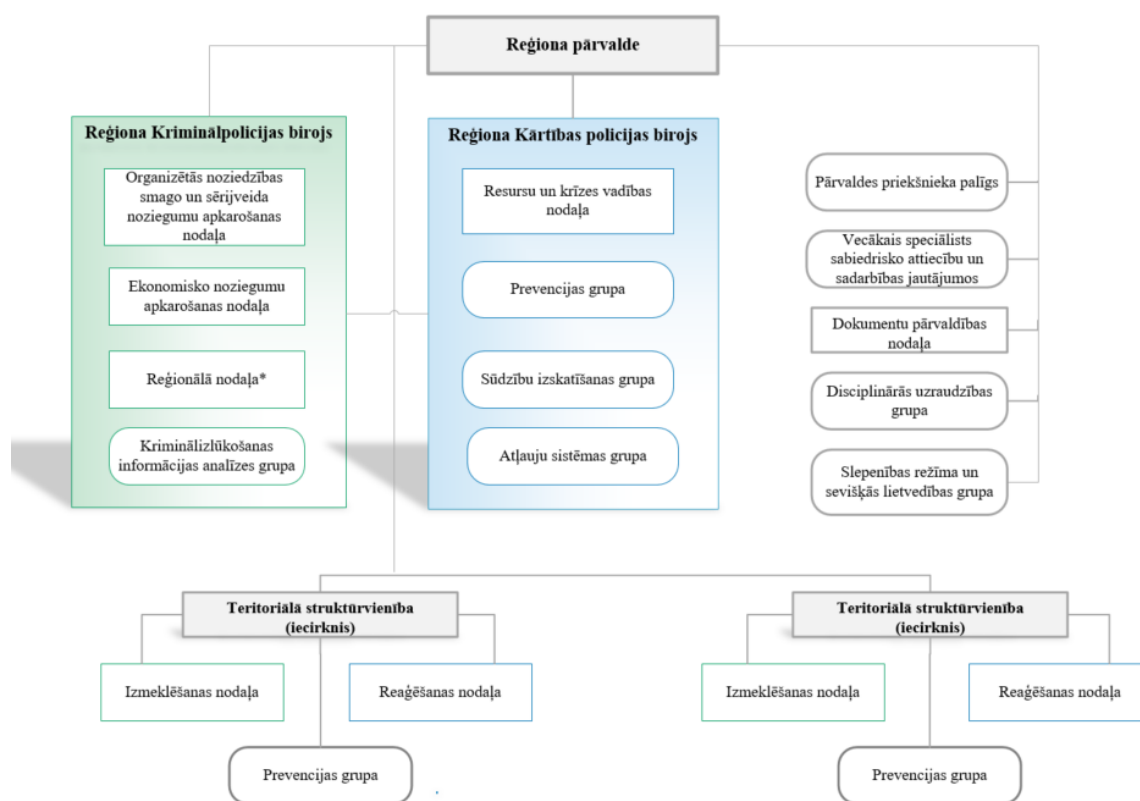 Reģiona pārvalde
Reģiona Kriminālpolicijas birojs
Organizētās noziedzības
smago un sērijveida
noziegumu apkarošanas
nodaļa
Ekonomisko noziegumu
apkarošanas nodaļa
Reģionālā nodaļa*
Kriminālizlūkošanas
informācijas analīzes grupa
Reģiona Kārtības policijas birojs
Resursu un krīzes vadības
nodaļa
Prevencijas grupa
Sūdzību izskatīšanas grupa
Atļauju sistēmas grupa
Pārvaldes priekšnieka palīgs
Vecākais speciālists
sabiedrisko attiecību un
sadarbības jautājumos
Dokumentu pārvaldības
nodaļa
Disciplinārās uzraudzības
grupa
Slepenības režīma un
sevišķās lietvedības grupa
Teritoriālā struktūrvienība
(iecirknis)
Izmeklēšanas nodaļa
Reaģēšanas nodaļa
Prevencijas grupa
Teritoriālā struktūrvienība
(iecirknis)
Izmeklēšanas nodaļa
Reaģēšanas nodaļa
Prevencijas grupa